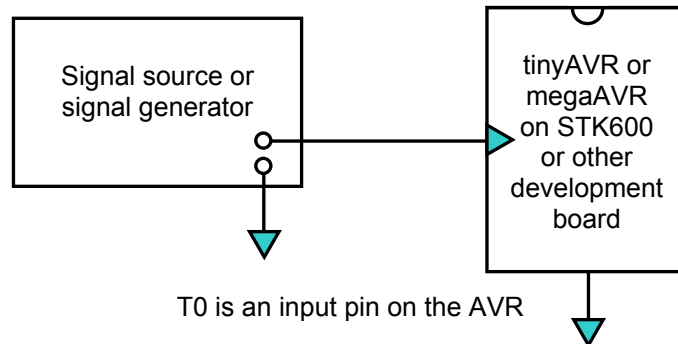 Signal source or
signal generator
tinyAVR or
megaAVR
on STK600
or other
development
board
T0 is an input pin on the AVR